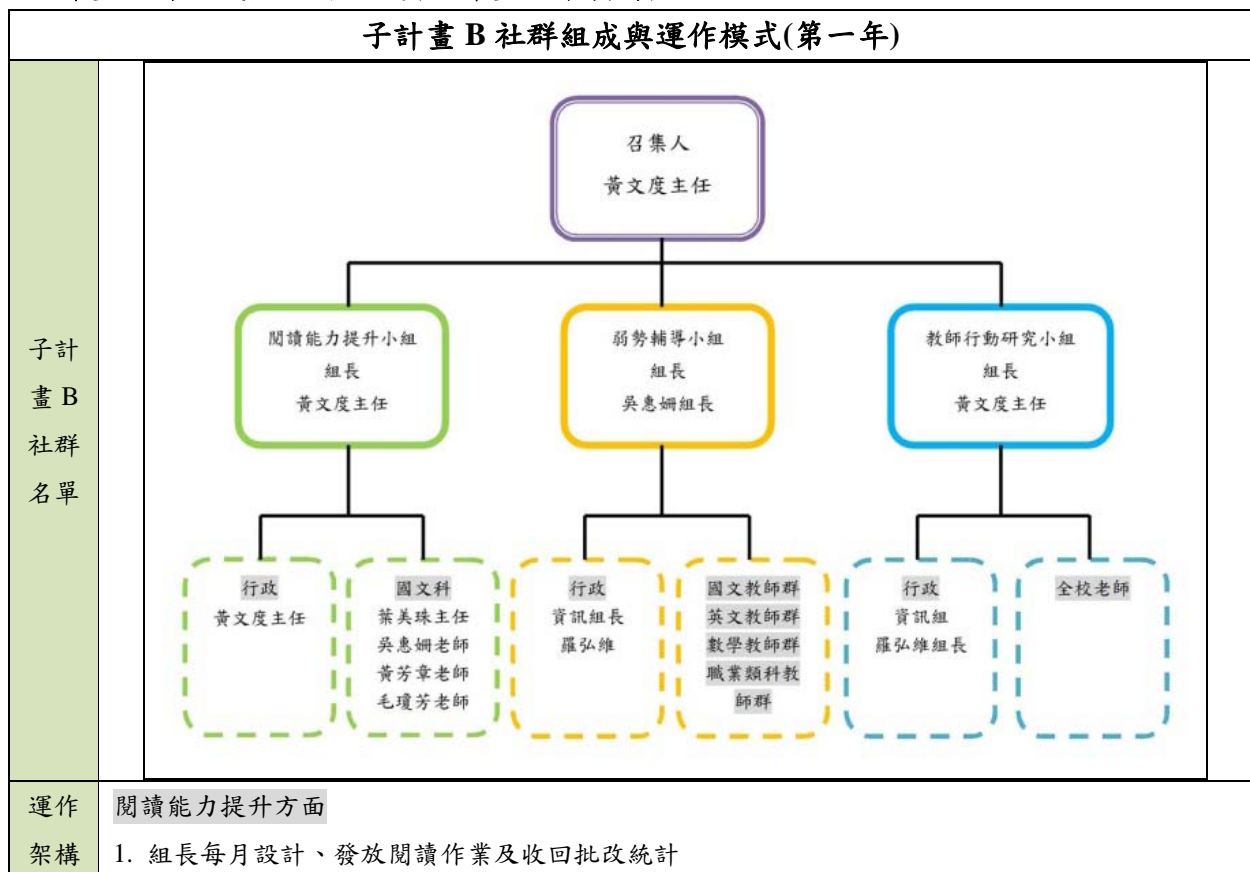 子計畫 B 社群組成與運作模式(第一年)
子計
畫 B
社群
名單
召集人
黃文度主任
閱讀能力提升小組
組長
黃文度主任
弱勢輔導小組
組長
吳惠姍組長
教師行動研究小組
組長
黃文度主任
行政
黃文度主任
國文科
葉美珠主任
吳惠姍老師
黃芳章老師
毛瓊芳老師
行政
資訊組長
羅弘維
國文教師群
英文教師群
數學教師群
職業類科教
師群
行政
資訊組
羅弘維組長
全校老師
運作
架構
閱讀能力提升方面
1. 組長每月設計、發放閱讀作業及收回批改統計